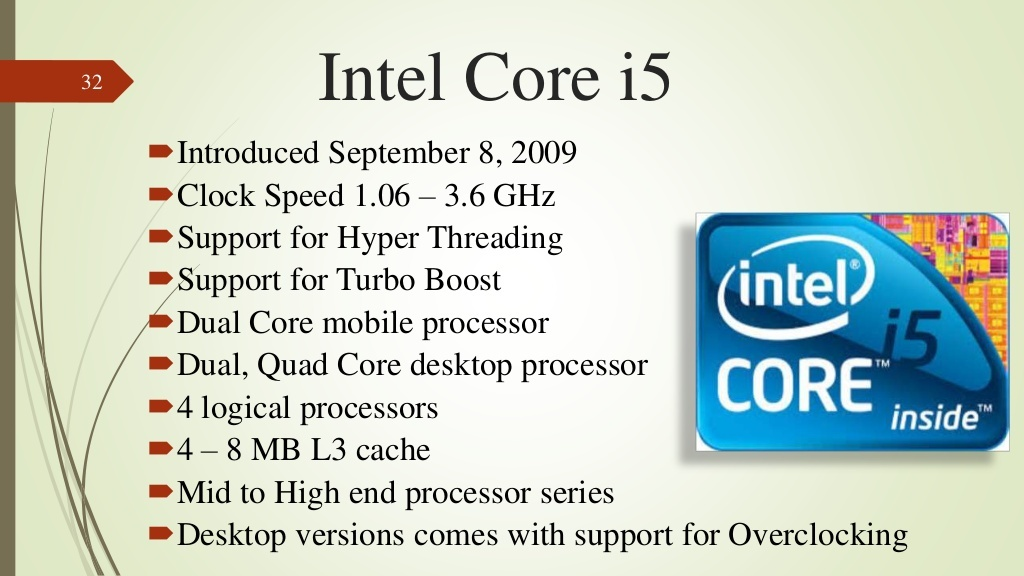 32
Intel Core i5
Introduced September 8, 2009
Clock Speed 1.06 – 3.6 GHz
Support for Hyper Threading
Support for Turbo Boost
Dual Core mobile processor
Dual, Quad Core desktop processor
4 logical processors
4 – 8 MB L3 cache
Mid to High end processor series
Desktop versions comes with support for Overclocking
intel®
i5
CORE™
inside™